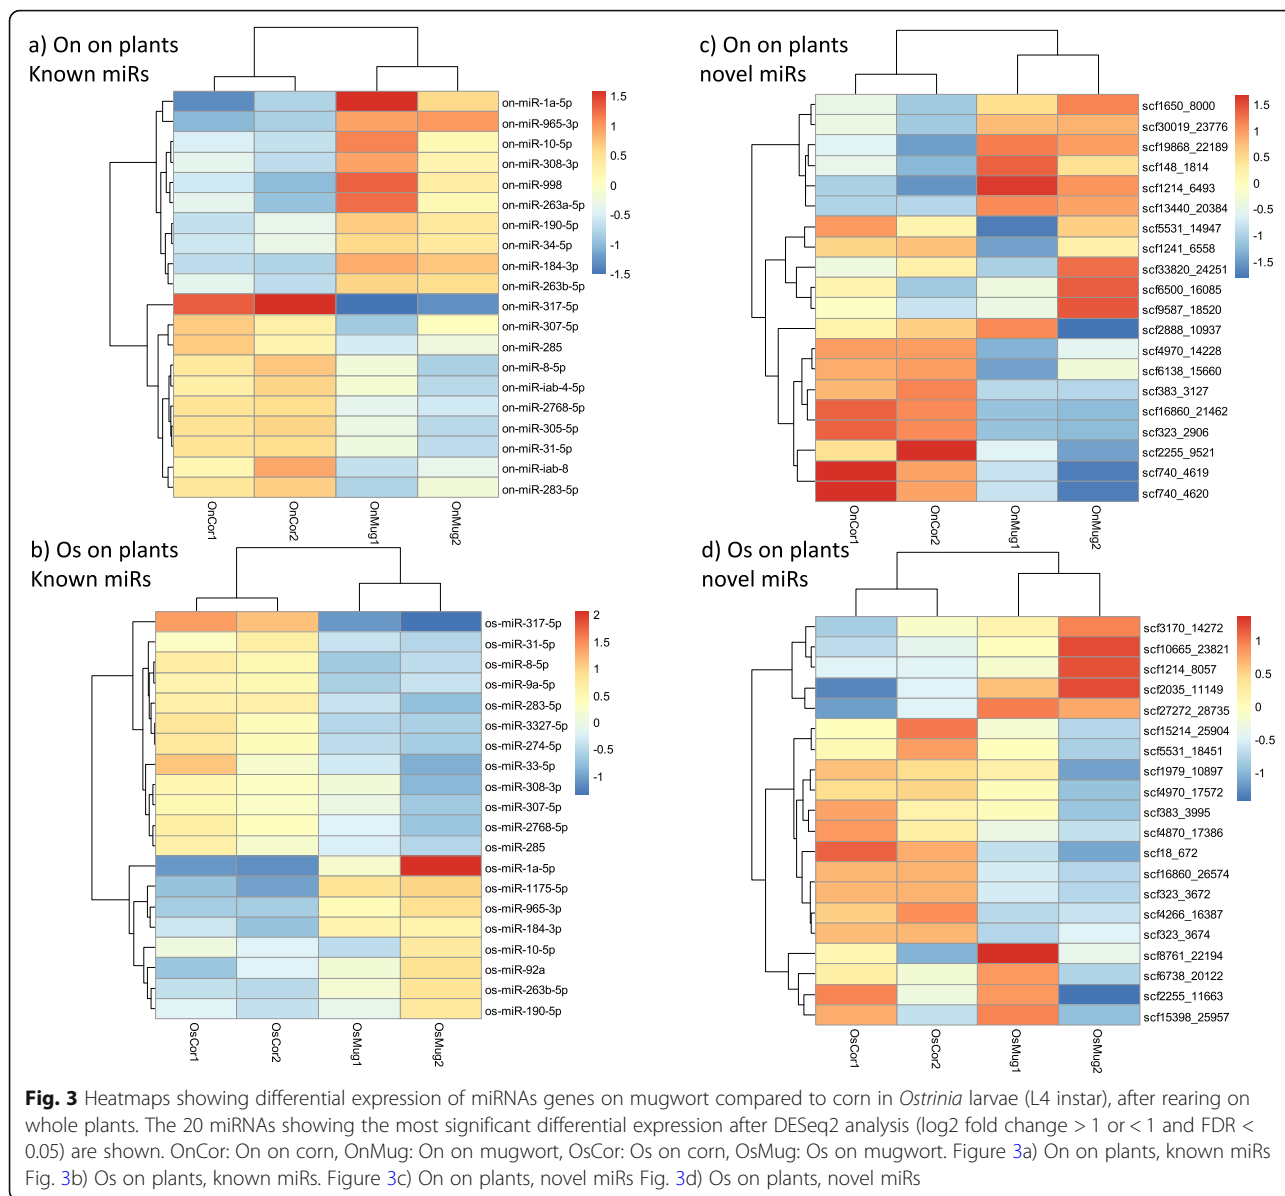 a) On on plants
Known miRs
1.5
1
0.5
0
-0.5
-1
-1.5
on-miR-1a-5p
on-miR-965-3p
on-miR-10-5p
on-miR-308-3p
on-miR-998
on-miR-263a-5p
on-miR-190-5p
on-miR-34-5p
on-miR-184-3p
on-miR-263b-5p
on-miR-317-5p
on-miR-307-5p
on-miR-285
on-miR-8-5p
on-miR-iab-4-5p
on-miR-2768-5p
on-miR-305-5p
on-miR-31-5p
on-miR-iab-8
on-miR-283-5p
OnCor1
OnCor2
OnMug1
OnMug2
c) On on plants
novel miRs
1.5
1
0.5
0
-0.5
-1
-1.5
scf1650_8000
scf30019_23776
scf19868_22189
scf148_1814
scf1214_6493
scf13440_20384
scf5531_14947
scf1241_6558
scf33820_24251
scf6500_16085
scf9587_18520
scf2888_10937
scf4970_14228
scf6138_15660
scf383_3127
scf16860_21462
scf323_2906
scf2255_9521
scf740_4619
scf740_4620
OnCor1
OnCor2
OnMug1
OnMug2
b) Os on plants
Known miRs
2
1.5
1
0.5
0
-0.5
-1
os-miR-317-5p
os-miR-31-5p
os-miR-8-5p
os-miR-9a-5p
os-miR-283-5p
os-miR-3327-5p
os-miR-274-5p
os-miR-33-5p
os-miR-308-3p
os-miR-307-5p
os-miR-2768-5p
os-miR-285
os-miR-1a-5p
os-miR-1175-5p
os-miR-965-3p
os-miR-184-3p
os-miR-10-5p
os-miR-92a
os-miR-263b-5p
os-miR-190-5p
OsCor1
OsCor2
OsMug1
OsMug2
d) Os on plants
novel miRs
1
0.5
0
-0.5
-1
scf3170_14272
scf10665_23821
scf1214_8057
scf2035_11149
scf27272_28735
scf15214_25904
scf5531_18451
scf1979_10897
scf4970_17572
scf383_3995
scf4870_17386
scf18_672
scf16860_26574
scf323_3672
scf4266_16387
scf323_3674
scf8761_22194
scf6738_20122
scf2255_11663
scf15398_25957
OsCor1
OsCor2
OsMug1
OsMug2
Fig. 3 Heatmaps showing differential expression of miRNAs genes on mugwort compared to corn in Ostrinia larvae (L4 instar), after rearing on
whole plants. The 20 miRNAs showing the most significant differential expression after DESeq2 analysis (log2 fold change > 1 or < 1 and FDR <
0.05) are shown. OnCor: On on corn, OnMug: On on mugwort, OsCor: Os on corn, OsMug: Os on mugwort. Figure 3a) On on plants, known miRs
Fig. 3b) Os on plants, known miRs. Figure 3c) On on plants, novel miRs Fig. 3d) Os on plants, novel miRs